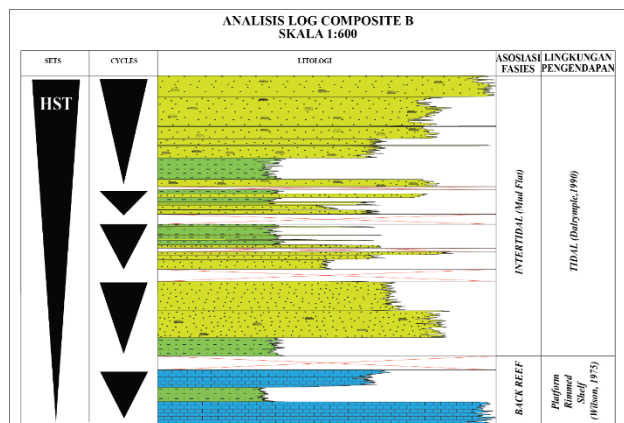 ANALISIS LOG COMPOSITE B
SKALA 1:600
SETS
CYCLES
LITOLOGI
ASOSIASI
FASIES
LINGKUNGAN
PENGENDAPAN
HST
INTERTIDAL (Mud Flat)
TIDAL (Dalrymple,1990)
BACK REEF
Platform
Rimmed
Shelf
(Wilson, 1975)